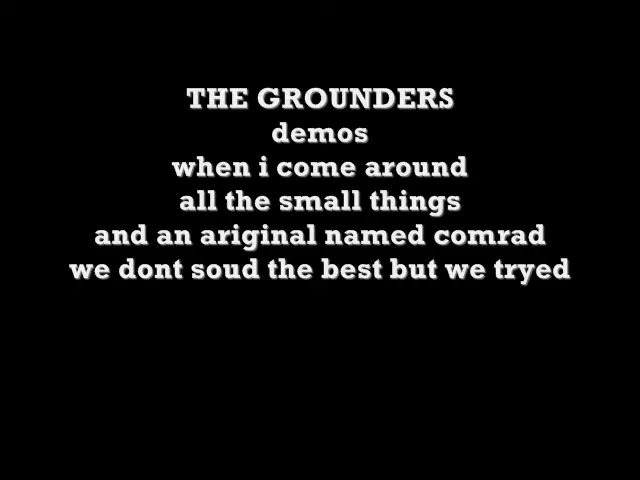 THE GROUNDERS
demos
when i come around
all the small things
and an ariginal named comrad
we dont soud the best but we tryed